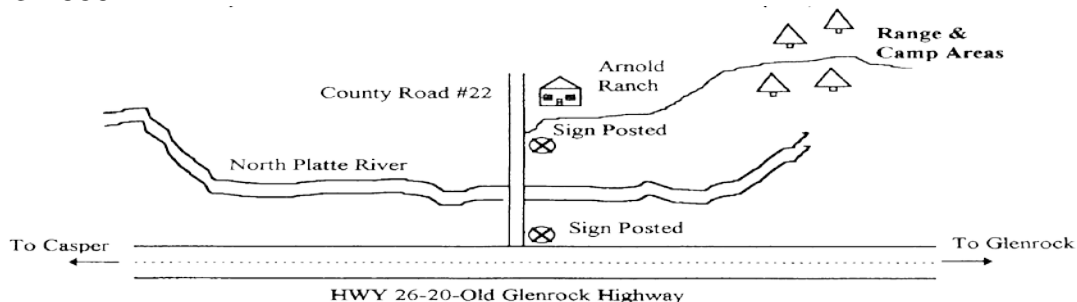 Range &
Camp Areas
Arnold
Ranch
County Road #22
Sign Posted
North Platte River
Sign Posted
To Casper
To Glenrock
HWY 26-20-Old Glenrock Highway